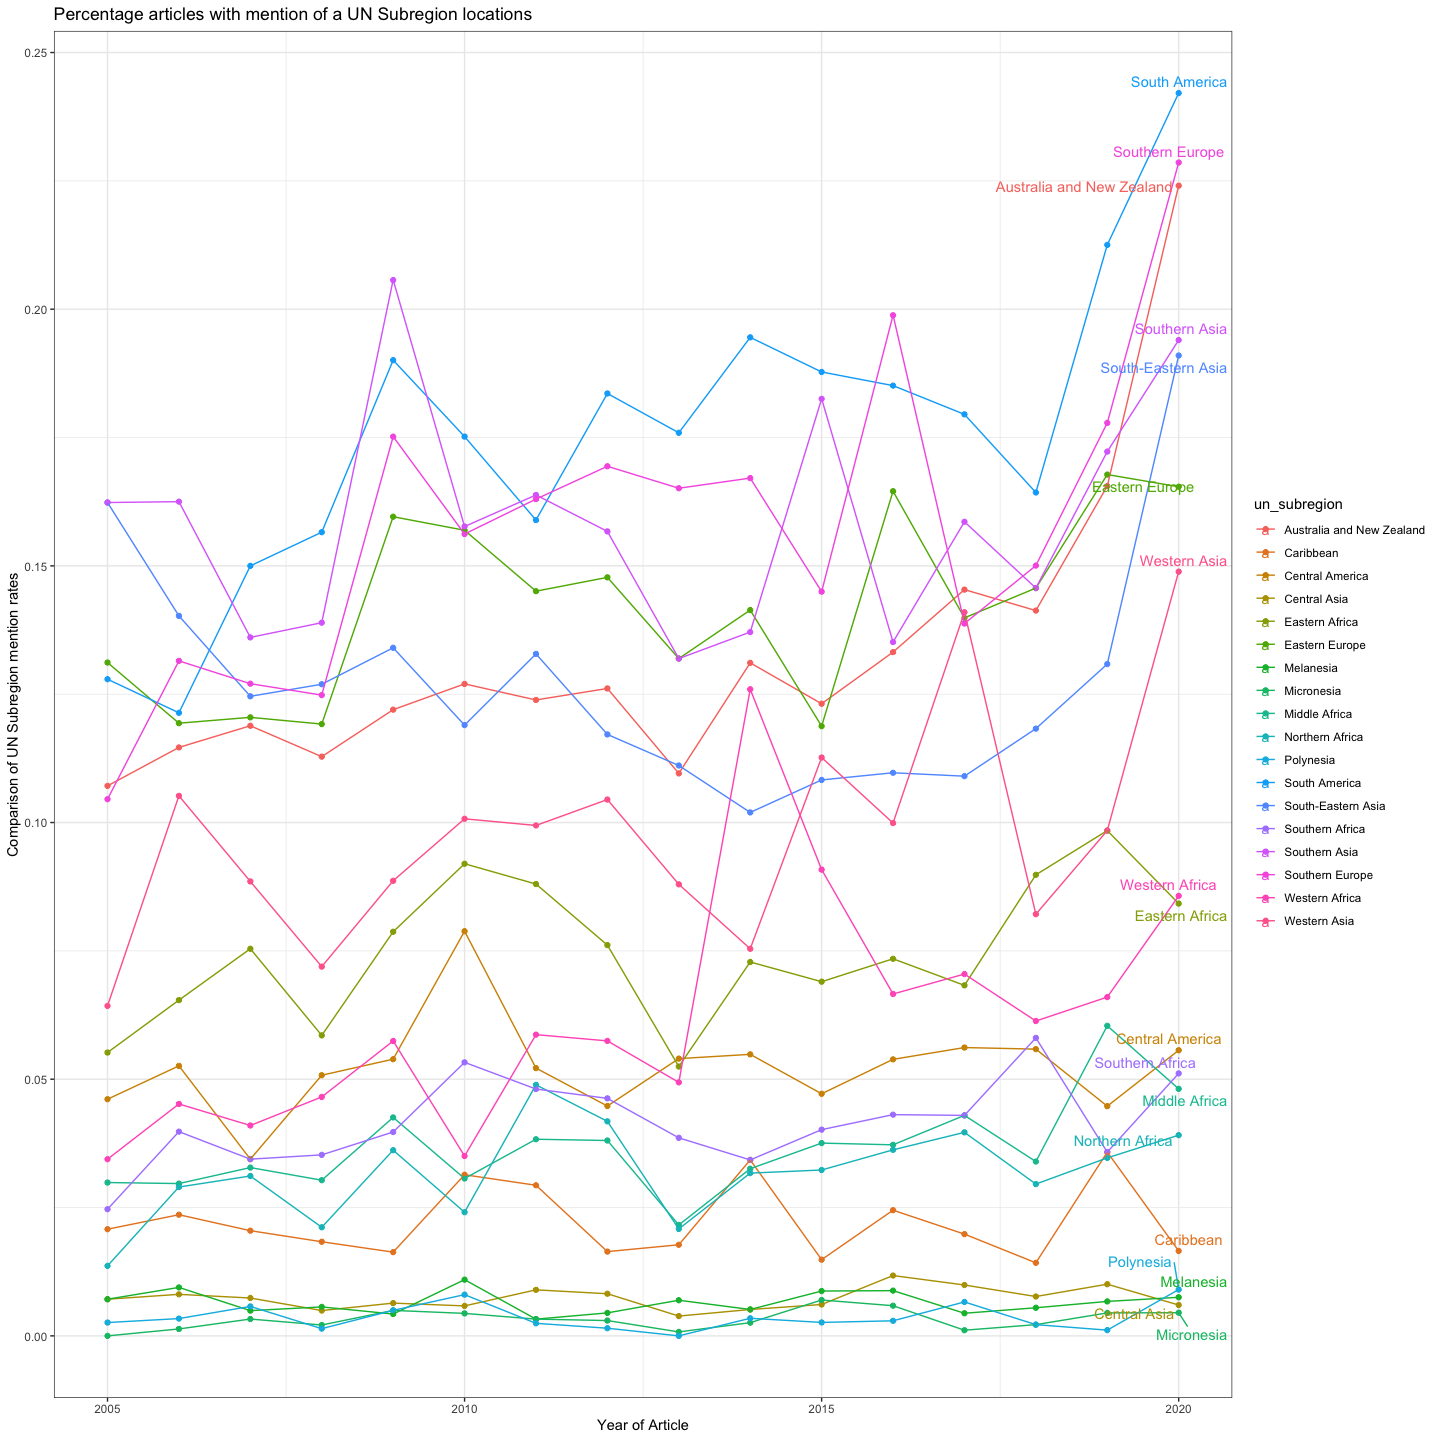 Percentage articles with mention of a UN Subregion locations
0.25
0.20
0.15
0.10
0.05
0.00
Comparison of UN Subregion mention rates
South America
Southern Europe
Australia and New Zealand
Southern Asia
South-Eastern Asia
Eastern Europe
Western Asia
Western Africa
Eastern Africa
Central America
Southern Africa
Middle Africa
Northern Africa
Caribbean
Polynesia
Melanesia
Central Asia
Micronesia
2005
2010
2015
2020
Year of Article
un_subregion
a Australia and New Zealand
a Caribbean
a Central America
a Central Asia
a Eastern Africa
a Eastern Europe
a Melanesia
a Micronesia
a Middle Africa
a Northern Africa
a Polynesia
a South America
a South-Eastern Asia
a Southern Africa
a Southern Asia
a Southern Europe
a Western Africa
a Western Asia